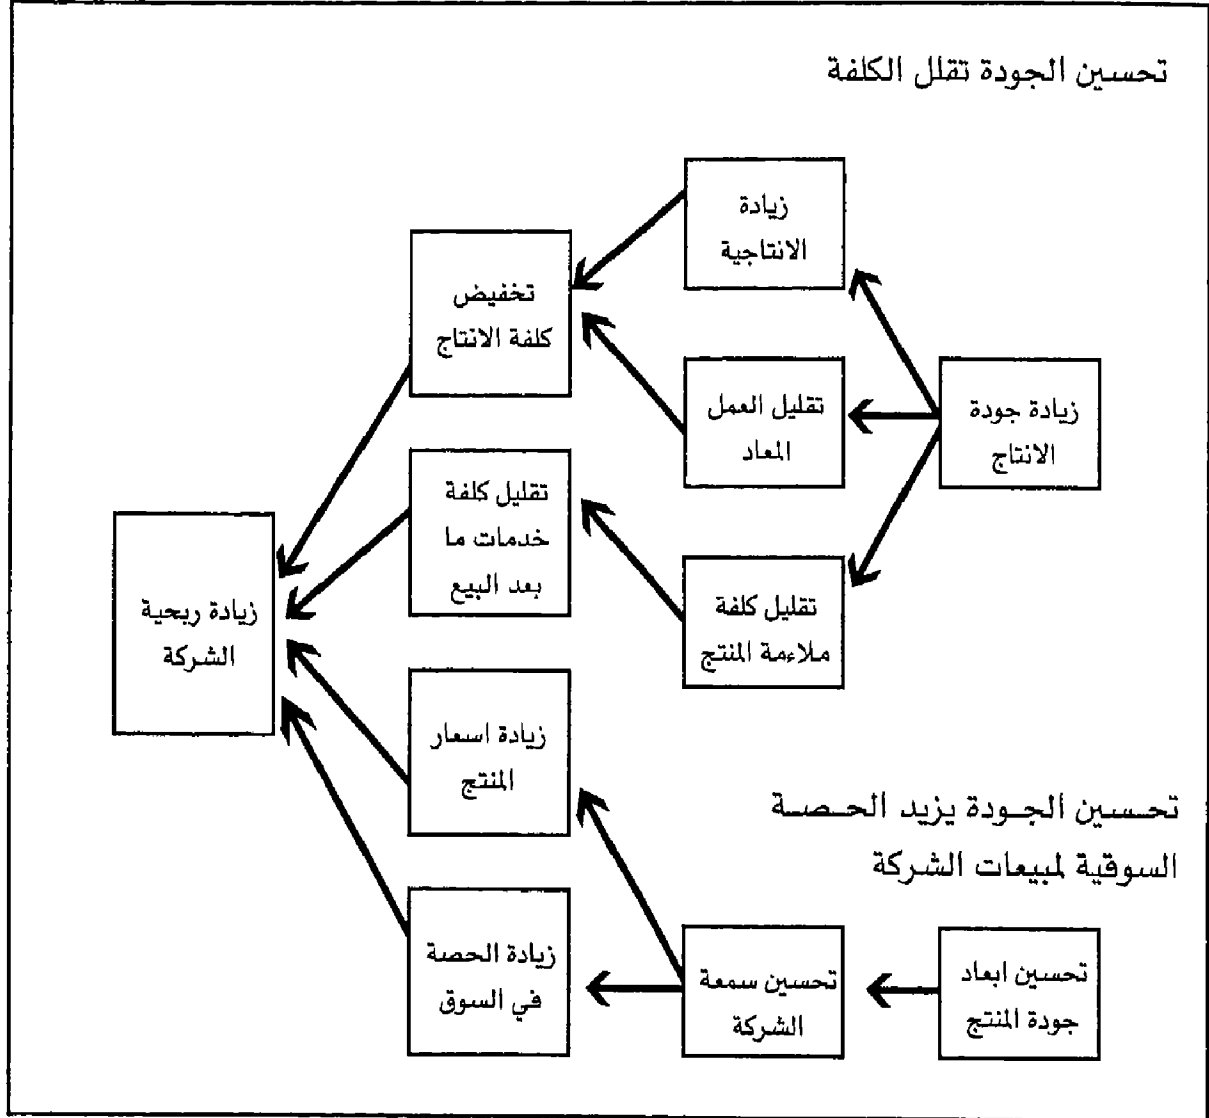 تحسين الجودة تقلل الكلفة
زيادة
الانتاجية
تخفيض
كلفة الانتاج
زيادة جودة
الانتاج
تقليل العمل
المعاد
تقليل كلفة
خدمات ما
بعد البيع
تقليل كلفة
ملاءمة المنتج
زيادة ربحية
الشركة
زيادة اسعار
المنتج
تحسين الجودة يزيد الحصة
السوقية لمبيعات الشركة
تحسين ابعاد
جودة المنتج
تحسين سمعة
الشركة
زيادة الحصة
في السوق